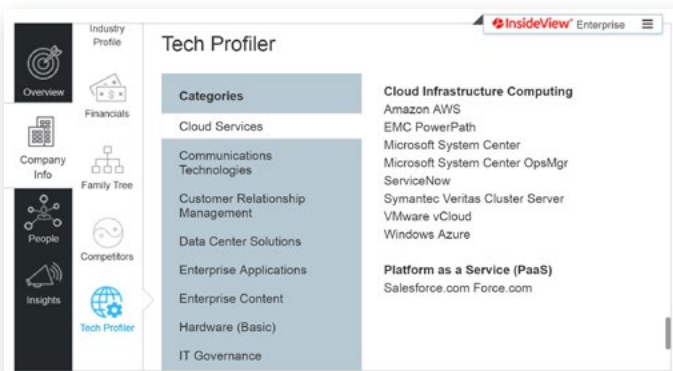 InsideView® Enterprise
Overview
Company
Info
People
Insights
Industry
Profile
Financials
Family Tree
Competitors
Tech Profiler
Tech Profiler
Categories
Cloud Services
Communications
Technologies
Customer Relationship
Management
Data Center Solutions
Enterprise Applications
Enterprise Content
Hardware (Basic)
IT Governance
Cloud Infrastructure Computing
Amazon AWS
EMC PowerPath
Microsoft System Center
Microsoft System Center OpsMgr
ServiceNow
Symantec Veritas Cluster Server
VMware vCloud
Windows Azure
Platform as a Service (PaaS)
Salesforce.com Force.com